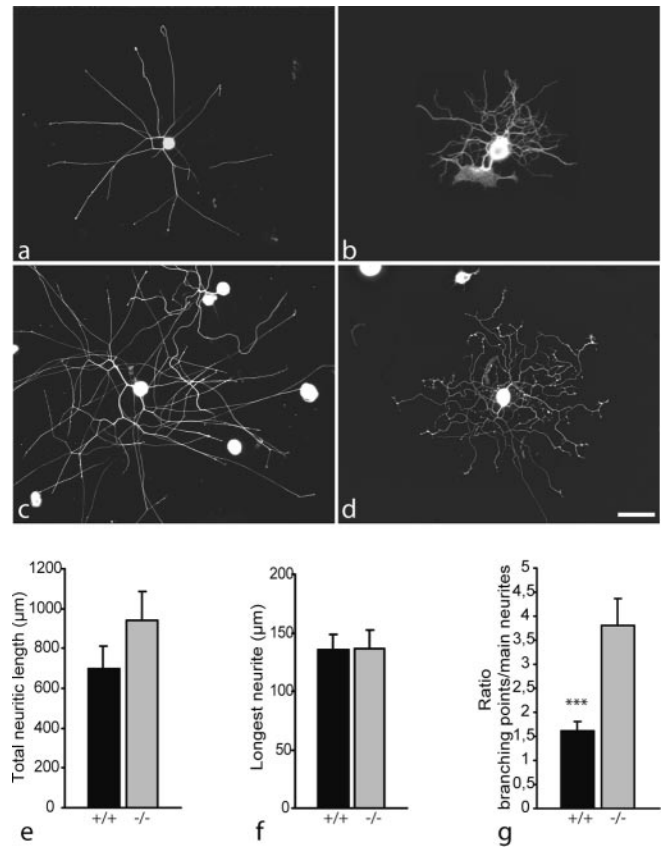 a
b
c
d
1200
1000
800
600
400
200
0
Total neuritic length (µm)
+/+ -/-
e
200
150
100
50
0
Longest neurite (µm)
+/+ -/-
f
5
4,5
4
3,5
3
2,5
2
1,5
1
0,5
0
Ratio
branching points/main neurites
***
+/+ -/-
g